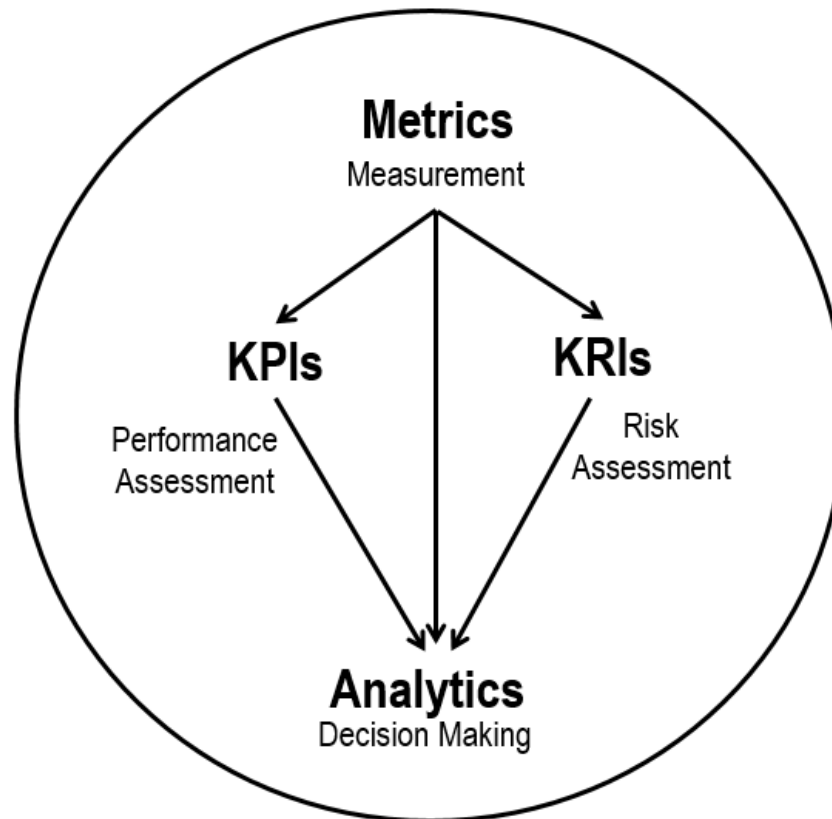 Metrics
Measurement
KPIs
KRIs
Performance
Assessment
Risk
Assessment
Analytics
Decision Making